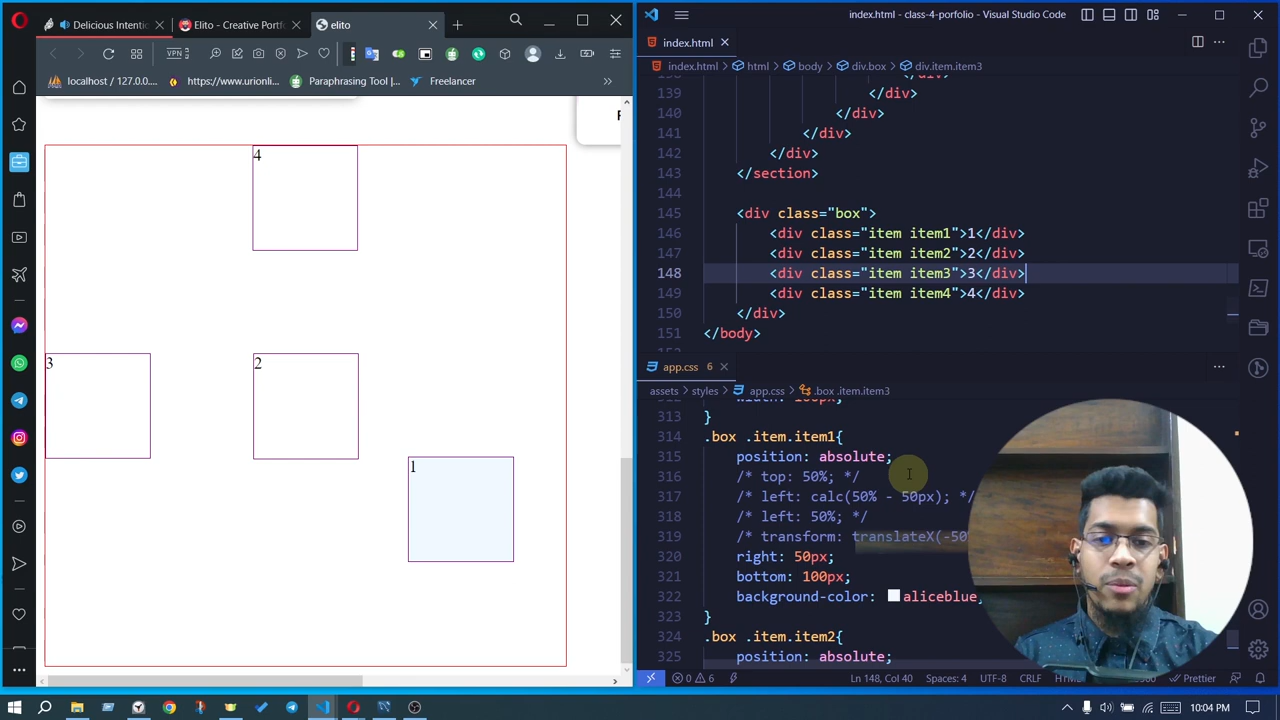 Delicious Intentic
Elito - Creative Portf
elito
VPN
localhost / 127.0.0....
https://www.urionli...
Paraphrasing Tool |...
Freelancer
4
3
2
1
index.html - class-4-porfolio - Visual Studio Code
index.html
index.html > html > body > div.box > div.item.item3
139 </div>
140 </div>
141 </div>
142 </div>
143 </section>
144
145 <div class="box">
146 <div class="item item1">1</div>
147 <div class="item item2">2</div>
148 <div class="item item3">3</div>
149 <div class="item item4">4</div>
150 </div>
151 </body>
app.css 6
assets > styles > app.css > .box .item.item3
313 }
314 .box .item.item1{
315 position: absolute;
316 /* top: 50%; */
317 /* left: calc(50% - 50px); */
318 /* left: 50%; */
319 /* transform: translateX(-50%
320 right: 50px;
321 bottom: 100px;
322 background-color: aliceblue;
323 }
324 .box .item.item2{
325 position: absolute;
0 6
Ln 148, Col 40
Spaces: 4
UTF-8
CRLF
Prettier
10:04 PM